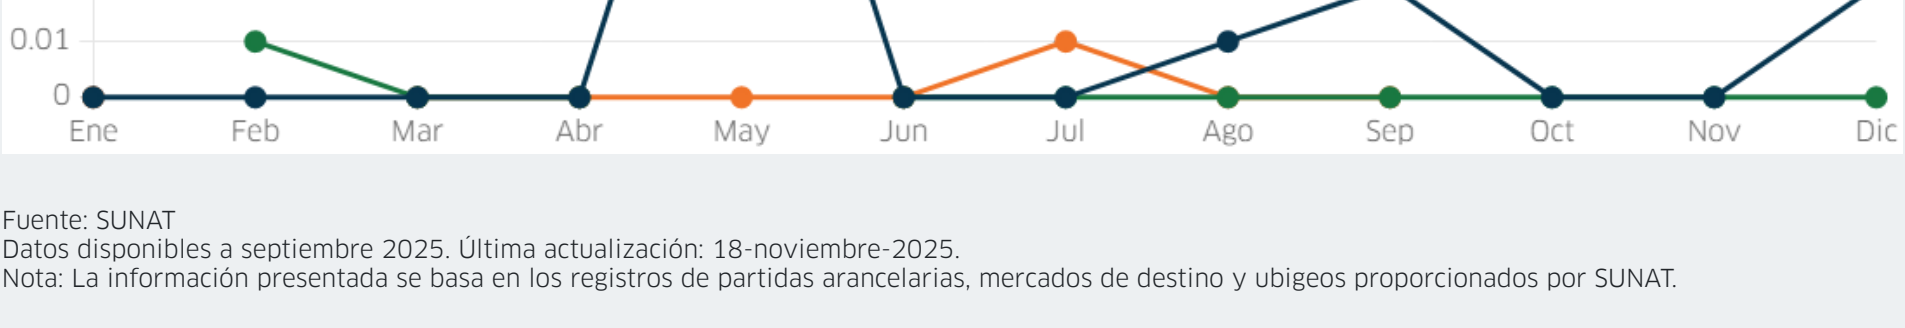 0.01
0
Ene Feb Mar Abr May Jun Jul Ago Sep Oct Nov Dic
Fuente: SUNAT
Datos disponibles a septiembre 2025. Última actualización: 18-noviembre-2025.
Nota: La información presentada se basa en los registros de partidas arancelarias, mercados de destino y ubigeos proporcionados por SUNAT.